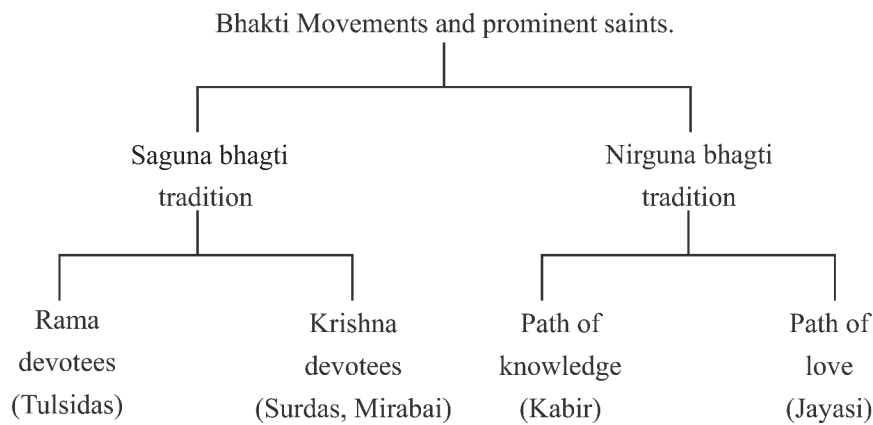 Bhakti Movements and prominent saints.
Saguna bhagti
tradition
Nirguna bhagti
tradition
Rama
devotees
(Tulsidas)
Krishna
devotees
(Surdas, Mirabai)
Path of
knowledge
(Kabir)
Path of
love
(Jayasi)